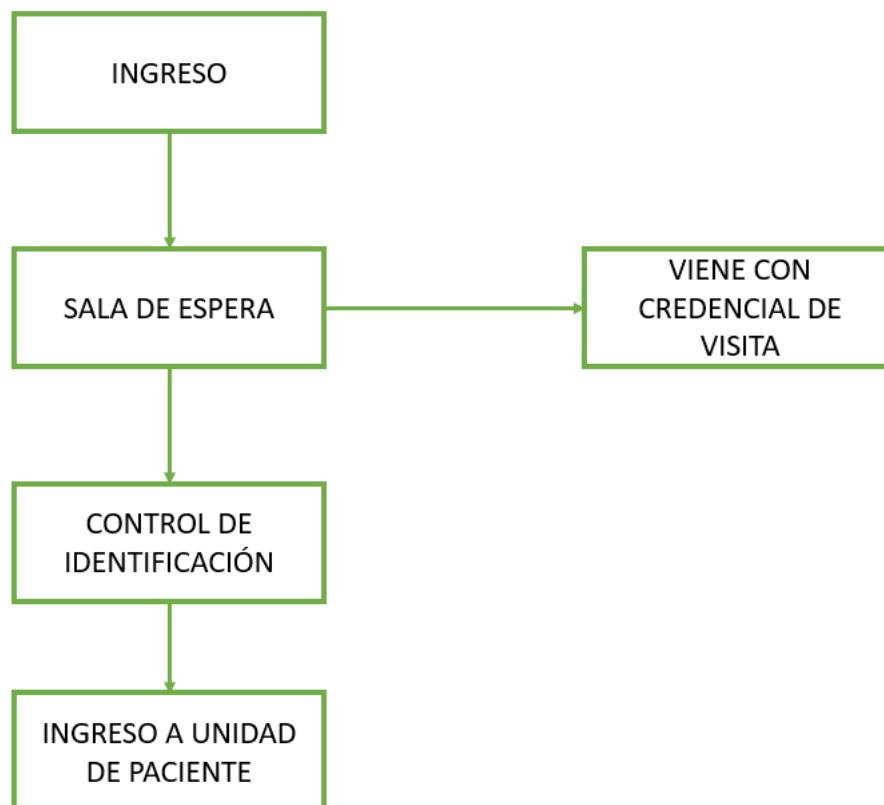 INGRESO
SALA DE ESPERA
VIENE CON
CREDENCIAL DE
VISITA
CONTROL DE
IDENTIFICACIÓN
INGRESO A UNIDAD
DE PACIENTE